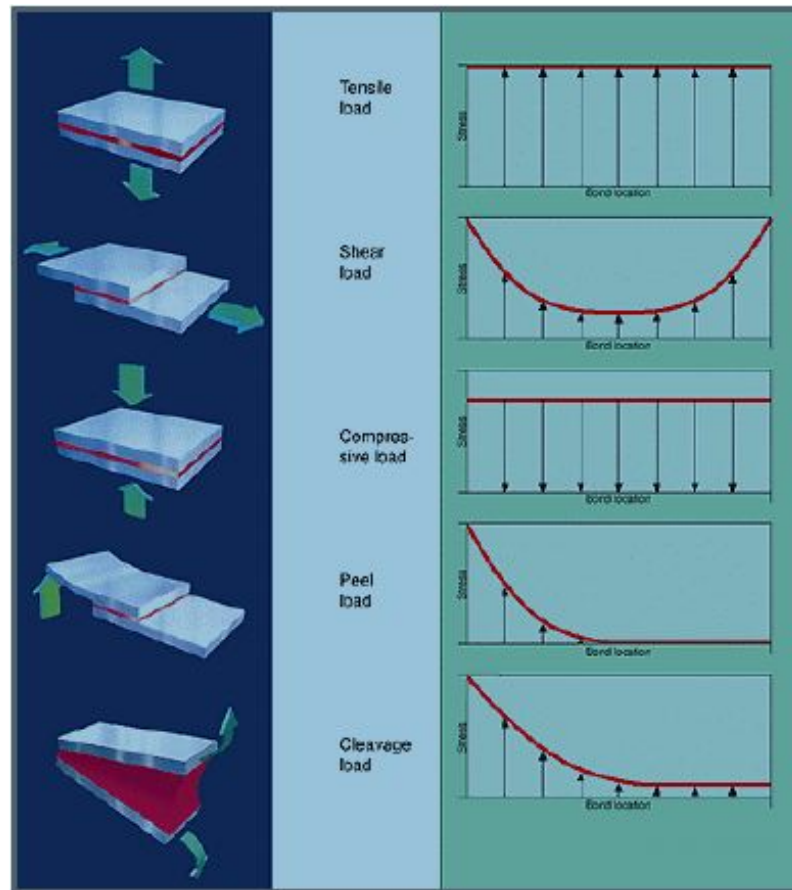 Tensile
load
Stress
Bond location
Shear
load
Stress
Bond location
Compres-
sive load
Stress
Bond location
Peel
load
Stress
Bond location
Cleavage
load
Stress
Bond location